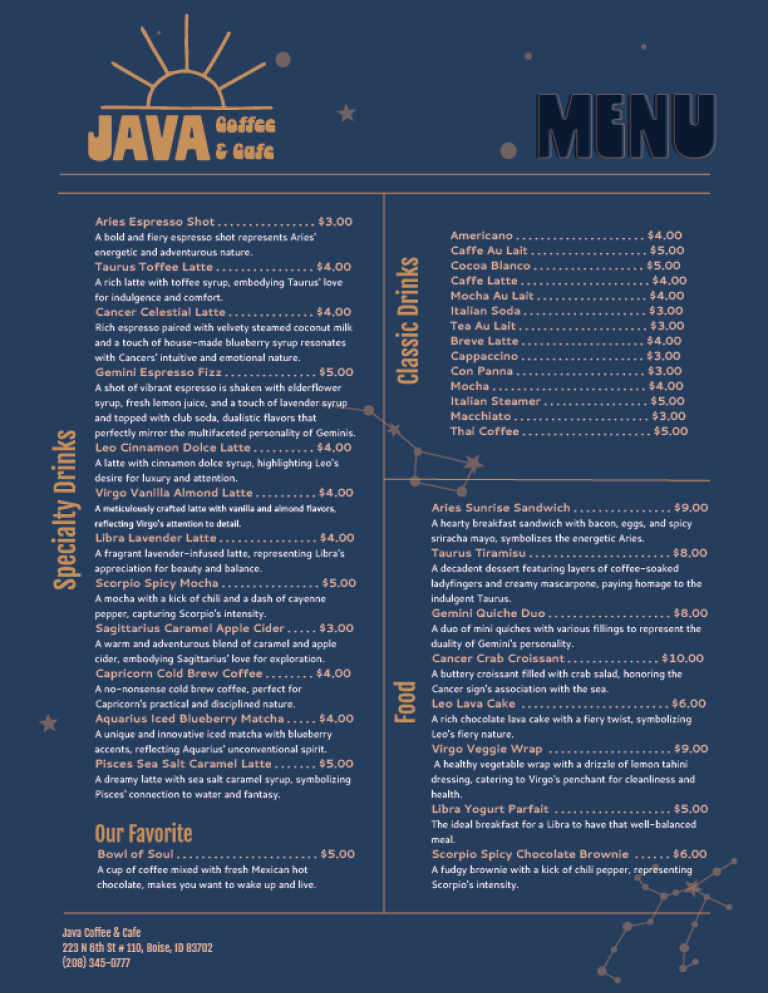 JAVA Coffee
& Cafe
MENU
Specialty Drinks
Aries Espresso Shot ................ $3.00
A bold and fiery espresso shot represents Aries'
energetic and adventurous nature.
Taurus Toffee Latte ................ $4.00
A rich latte with toffee syrup, embodying Taurus' love
for indulgence and comfort.
Cancer Celestial Latte .............. $4.00
Rich espresso paired with velvety steamed coconut milk
and a touch of house-made blueberry syrup resonates
with Cancers' intuitive and emotional nature.
Gemini Espresso Fizz ............... $5.00
A shot of vibrant espresso is shaken with elderflower
syrup, fresh lemon juice, and a touch of lavender syrup
and topped with club soda, dualistic flavors that
perfectly mirror the multifaceted personality of Geminis.
Leo Cinnamon Dolce Latte .......... $4.00
A latte with cinnamon dolce syrup, highlighting Leo's
desire for luxury and attention.
Virgo Vanilla Almond Latte .......... $4.00
A meticulously crafted latte with vanilla and almond flavors,
reflecting Virgo's attention to detail.
Libra Lavender Latte ................ $4.00
A fragrant lavender-infused latte, representing Libra's
appreciation for beauty and balance.
Scorpio Spicy Mocha ................ $5.00
A mocha with a kick of chili and a dash of cayenne
pepper, capturing Scorpio's intensity.
Sagittarius Caramel Apple Cider ..... $3.00
A warm and adventurous blend of caramel and apple
cider, embodying Sagittarius' love for exploration.
Capricorn Cold Brew Coffee ........ $4.00
A no-nonsense cold brew coffee, perfect for
Capricorn's practical and disciplined nature.
Aquarius Iced Blueberry Matcha ..... $4.00
A unique and innovative iced matcha with blueberry
accents, reflecting Aquarius' unconventional spirit.
Pisces Sea Salt Caramel Latte ....... $5.00
A dreamy latte with sea salt caramel syrup, symbolizing
Pisces' connection to water and fantasy.
Our Favorite
Bowl of Soul ....................... $5.00
A cup of coffee mixed with fresh Mexican hot
chocolate, makes you want to wake up and live.
Classic Drinks
Americano ..................... $4.00
Caffe Au Lait .................... $5.00
Cocoa Blanco .................. $5.00
Caffe Latte ...................... $4.00
Mocha Au Lait .................. $4.00
Italian Soda ..................... $3.00
Tea Au Lait ...................... $3.00
Breve Latte ..................... $4.00
Cappaccino ..................... $3.00
Con Panna ...................... $3.00
Mocha .......................... $4.00
Italian Steamer ................. $5.00
Macchiato ...................... $3.00
Thai Coffee ..................... $5.00
Food
Aries Sunrise Sandwich ................ $9.00
A hearty breakfast sandwich with bacon, eggs, and spicy
sriracha mayo, symbolizes the energetic Aries.
Taurus Tiramisu ....................... $8.00
A decadent dessert featuring layers of coffee-soaked
ladyfingers and creamy mascarpone, paying homage to the
indulgent Taurus.
Gemini Quiche Duo .................... $8.00
A duo of mini quiches with various fillings to represent the
duality of Gemini's personality.
Cancer Crab Croissant ............... $10.00
A buttery croissant filled with crab salad, honoring the
Cancer sign's association with the sea.
Leo Lava Cake ........................ $6.00
A rich chocolate lava cake with a fiery twist, symbolizing
Leo's fiery nature.
Virgo Veggie Wrap .................... $9.00
A healthy vegetable wrap with a drizzle of lemon tahini
dressing, catering to Virgo's penchant for cleanliness and
health.
Libra Yogurt Parfait ................... $5.00
The ideal breakfast for a Libra to have that well-balanced
meal.
Scorpio Spicy Chocolate Brownie ...... $6.00
A fudgy brownie with a kick of chili pepper, representing
Scorpio's intensity.
Java Coffee & Cafe
223 N 6th St # 110, Boise, ID 83702
(208) 345-0777